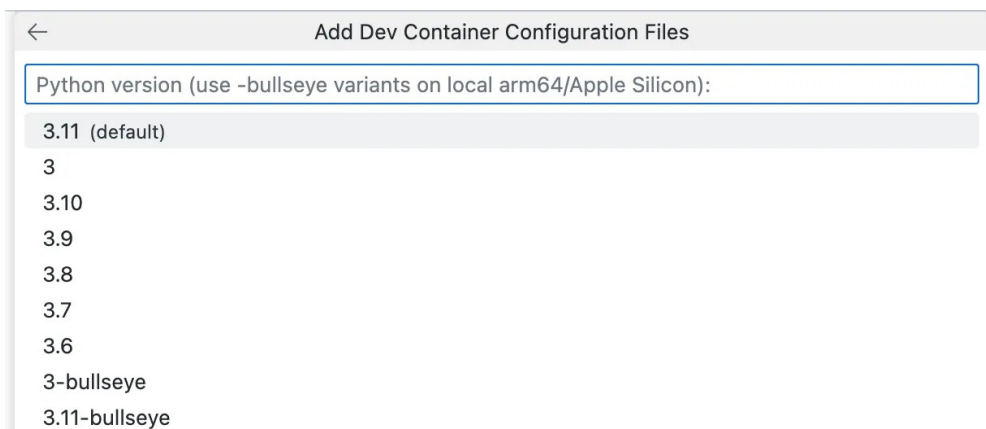 Add Dev Container Configuration Files
Python version (use -bullseye variants on local arm64/Apple Silicon):
3.11 (default)
3
3.10
3.9
3.8
3.7
3.6
3-bullseye
3.11-bullseye